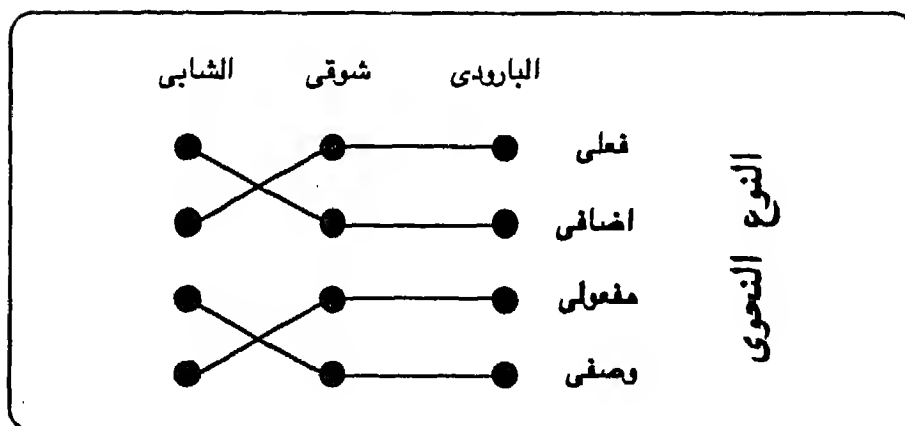 البارودى شوقى الشابى
فعلى
اضافى
مفعولى
وصفى
النوع النحوى